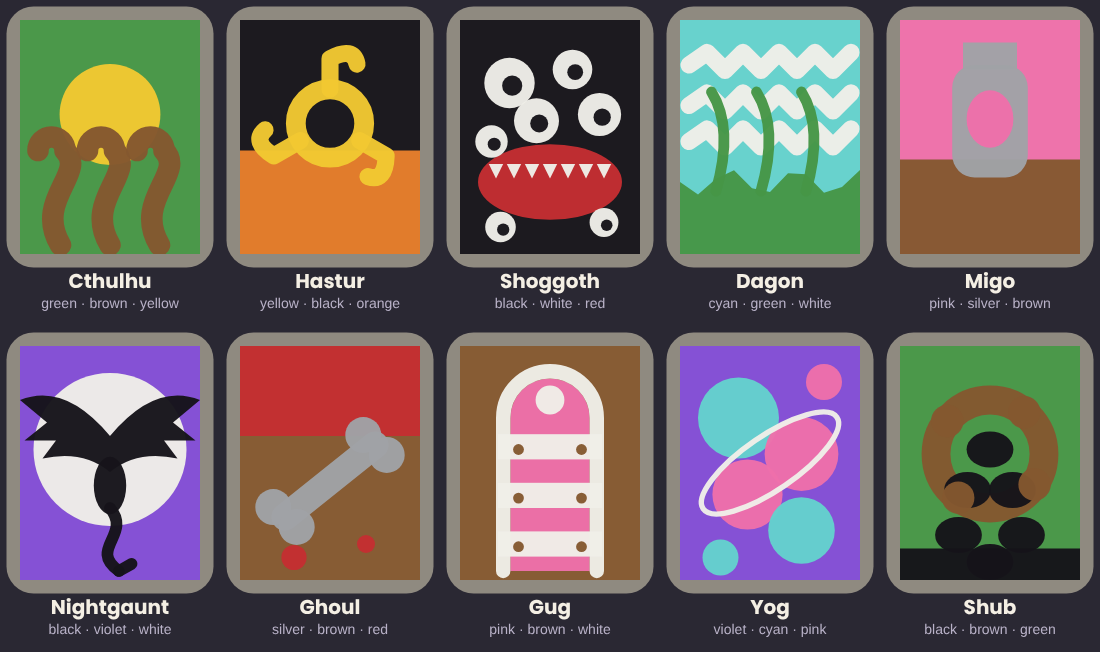 Cthulhu
green · brown · yellow
Hastur
yellow · black · orange
Shoggoth
black · white · red
Dagon
cyan · green · white
Migo
pink · silver · brown
Nightgaunt
black · violet · white
Ghoul
silver · brown · red
Gug
pink · brown · white
Yog
violet · cyan · pink
Shub
black · brown · green